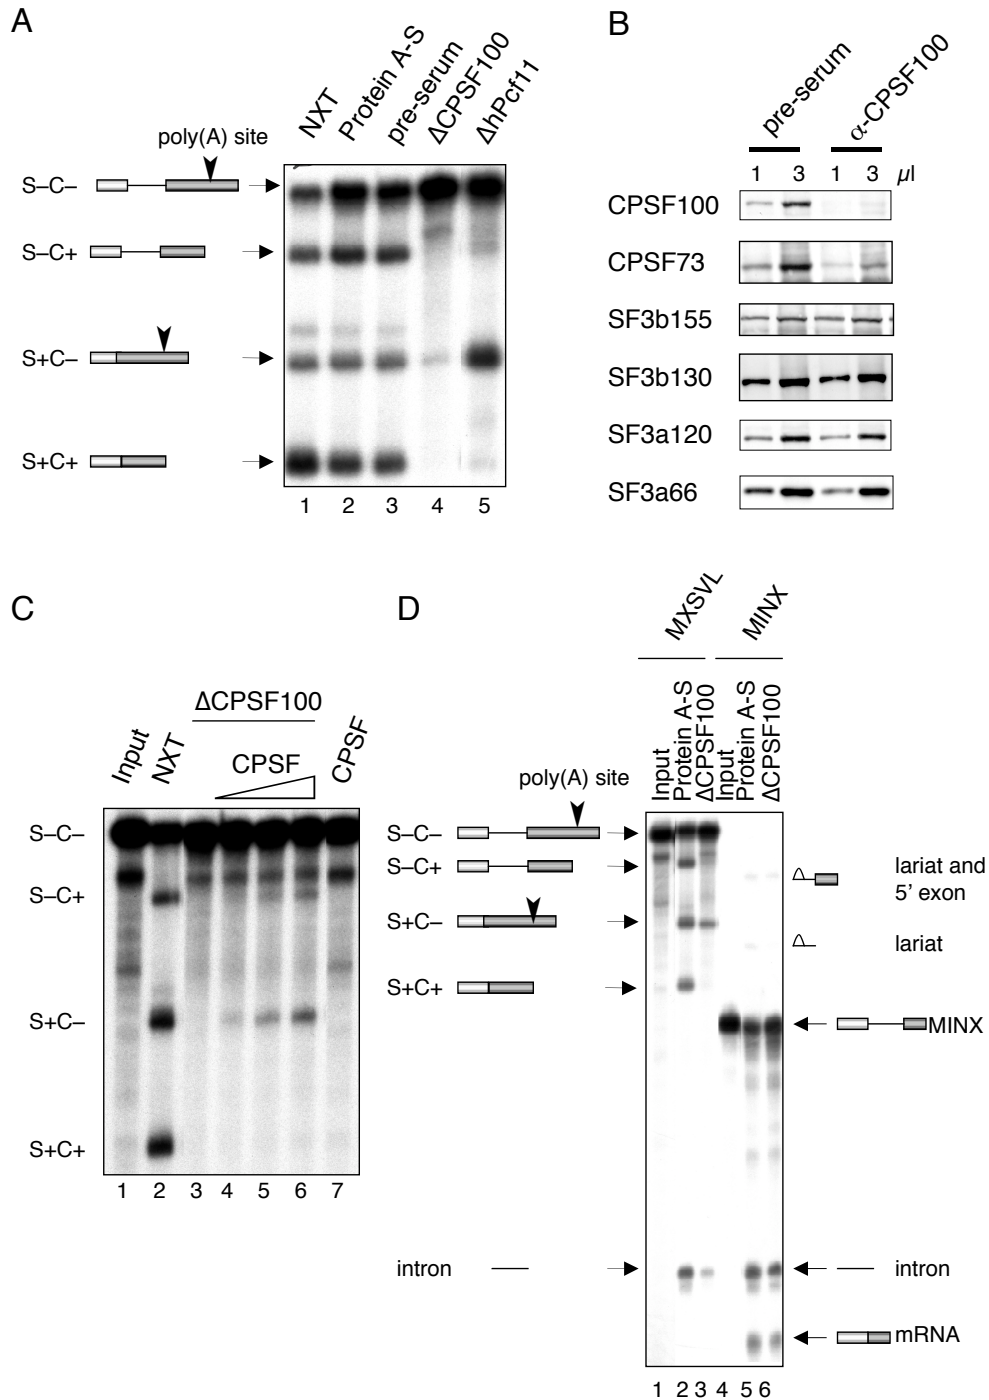 A
NXT
Protein A-S
pre-serum
ΔCPSF100
ΔhPcf11
poly(A) site
S–C–
S–C+
S+C–
S+C+
1 2 3 4 5
B
pre-serum
α-CPSF100
1 3 1 3 µl
CPSF100
CPSF73
SF3b155
SF3b130
SF3a120
SF3a66
C
ΔCPSF100
Input
NXT
CPSF
CPSF
S–C–
S–C+
S+C–
S+C+
1 2 3 4 5 6 7
D
MXSVL
MINX
Input
Protein A-S
ΔCPSF100
Input
Protein A-S
ΔCPSF100
poly(A) site
S–C–
S–C+
S+C–
S+C+
intron
lariat and
5' exon
lariat
MINX
intron
mRNA
1 2 3 4 5 6